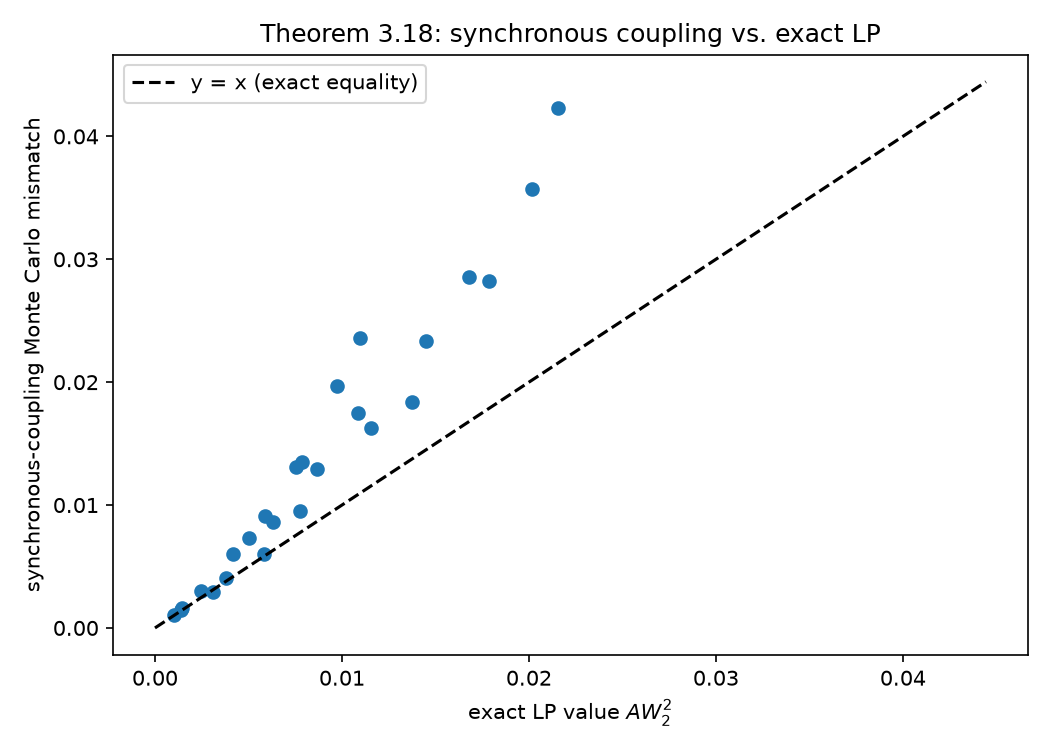 Theorem 3.18: synchronous coupling vs. exact LP
y = x (exact equality)
synchronous-coupling Monte Carlo mismatch
0.04
0.03
0.02
0.01
0.00
0.00 0.01 0.02 0.03 0.04
exact LP value $AW_2^2$